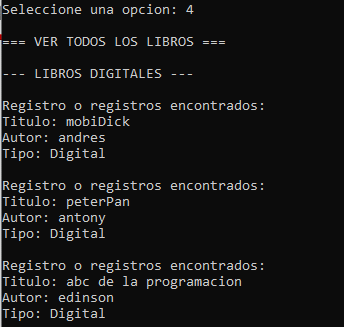 Seleccione una opcion: 4
=== VER TODOS LOS LIBROS ===
--- LIBROS DIGITALES ---
Registro o registros encontrados:
Titulo: mobiDick
Autor: andres
Tipo: Digital
Registro o registros encontrados:
Titulo: peterPan
Autor: antony
Tipo: Digital
Registro o registros encontrados:
Titulo: abc de la programacion
Autor: edinson
Tipo: Digital